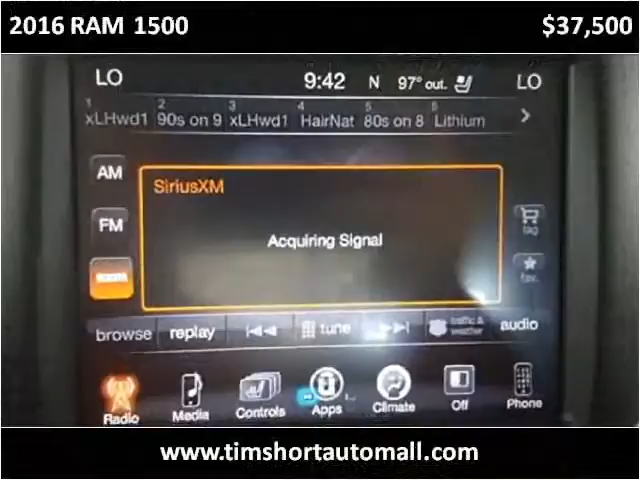 2016 RAM 1500 $37,500
LO 9:42 N 97° out. LO
1 2 3 4 5 6
xLHwd1 90s on 9 xLHwd1 HairNat 80s on 8 Lithium >
AM
SiriusXM
FM
Acquiring Signal
tag
fav.
browse replay tune traffic & weather audio
Radio Media Controls Apps Climate Off Phone
www.timshortautomall.com